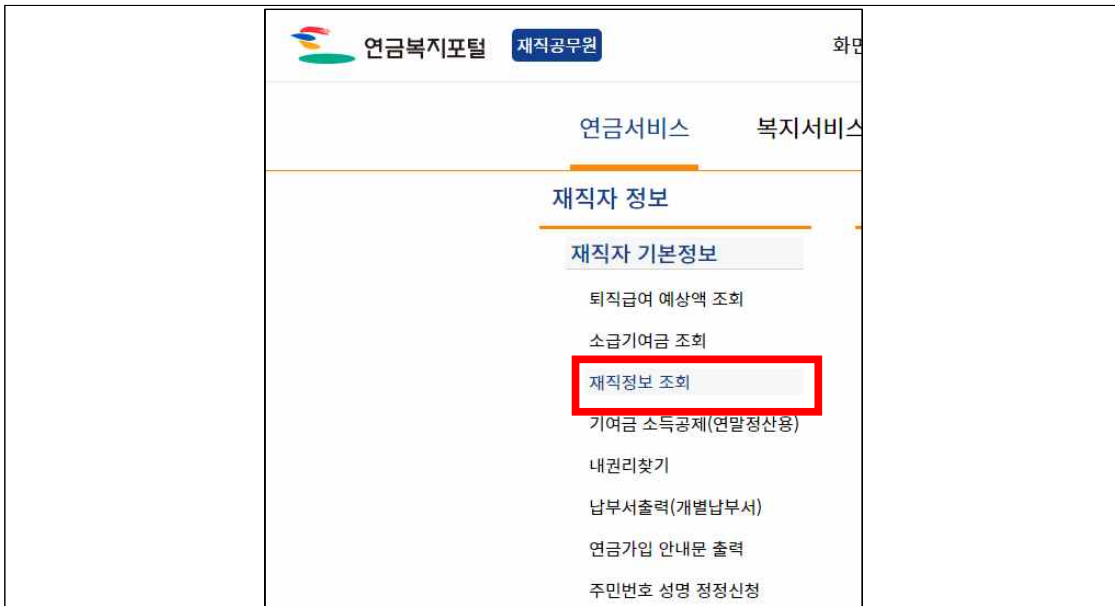 연금복지포털 재직공무원 화면
연금서비스 복지서비스
재직자 정보
재직자 기본정보
퇴직급여 예상액 조회
소급기여금 조회
재직정보 조회
기여금 소득공제(연말정산용)
내권리찾기
납부서출력(개별납부서)
연금가입 안내문 출력
주민번호 성명 정정신청